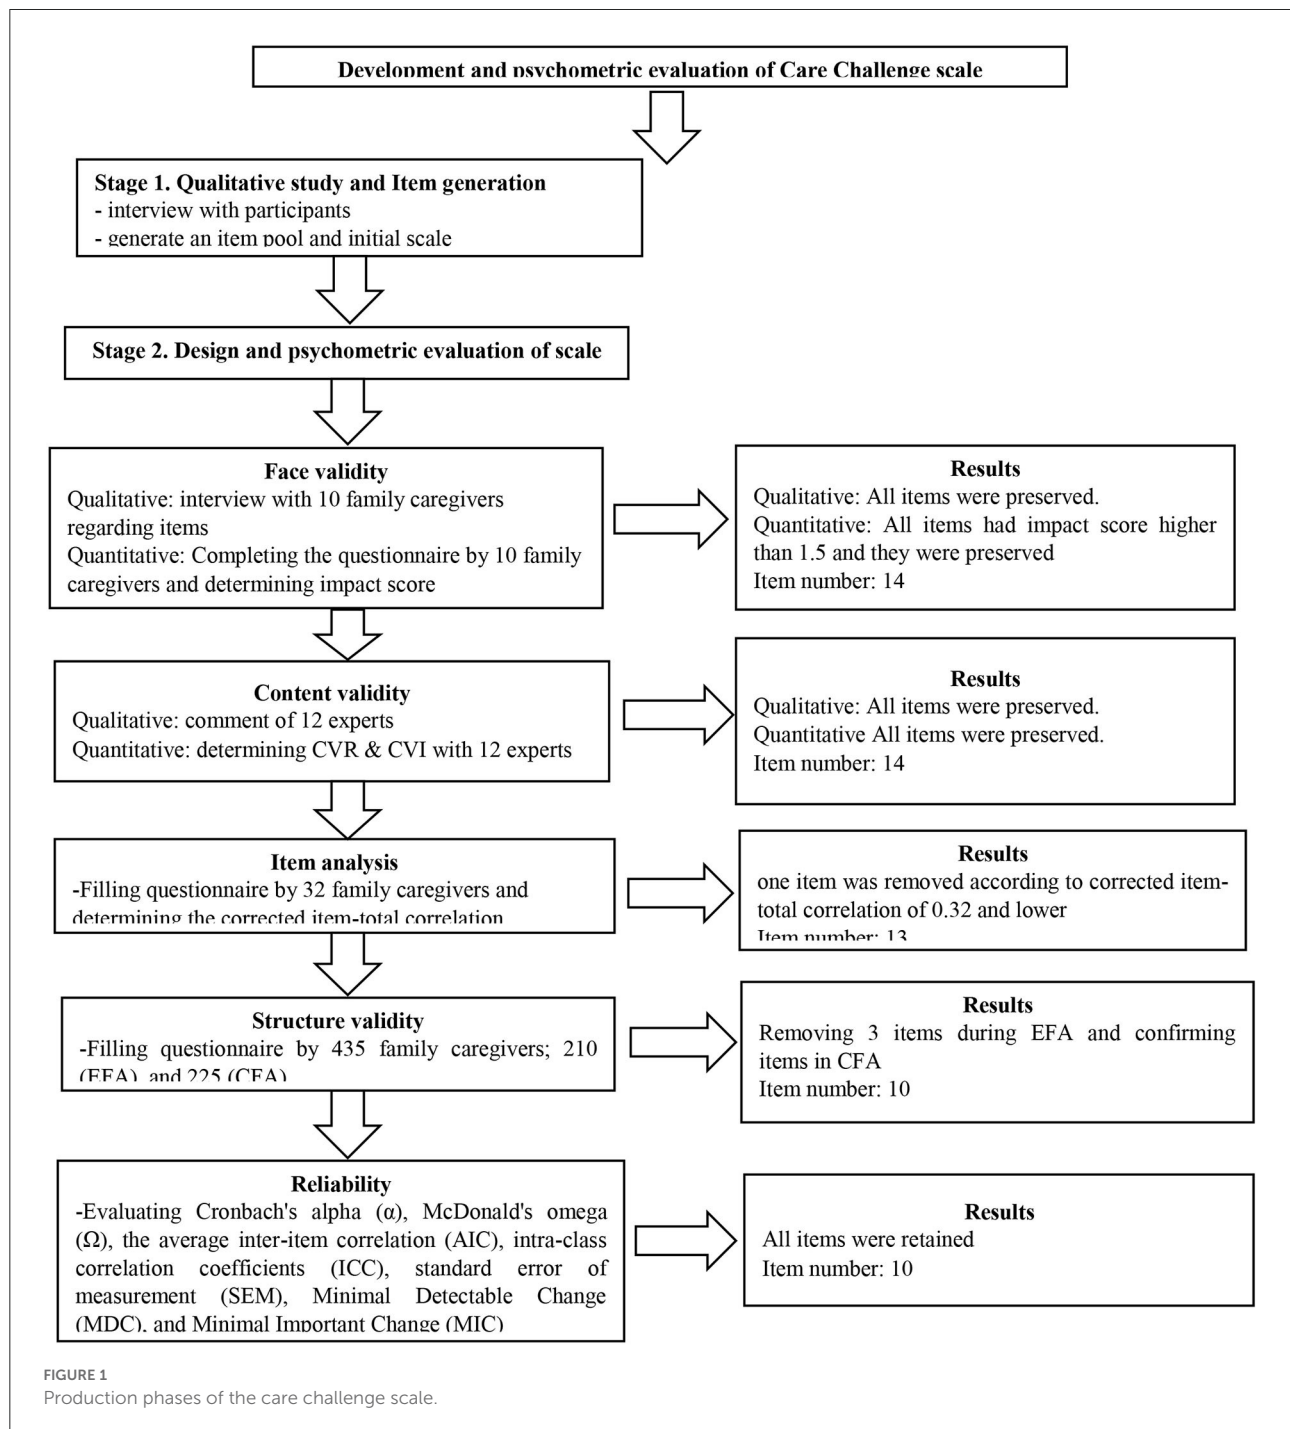 Development and psychometric evaluation of Care Challenge scale
Stage 1. Qualitative study and Item generation
- interview with participants
- generate an item pool and initial scale
Stage 2. Design and psychometric evaluation of scale
Face validity
Qualitative: interview with 10 family caregivers
regarding items
Quantitative: Completing the questionnaire by 10 family
caregivers and determining impact score
Results
Qualitative: All items were preserved.
Quantitative: All items had impact score higher
than 1.5 and they were preserved
Item number: 14
Content validity
Qualitative: comment of 12 experts
Quantitative: determining CVR & CVI with 12 experts
Results
Qualitative: All items were preserved.
Quantitative All items were preserved.
Item number: 14
Item analysis
-Filling questionnaire by 32 family caregivers and
determining the corrected item-total correlation
Results
one item was removed according to corrected item-
total correlation of 0.32 and lower
Item number: 13
Structure validity
-Filling questionnaire by 435 family caregivers; 210
(EFA), and 225 (CFA)
Results
Removing 3 items during EFA and confirming
items in CFA
Item number: 10
Reliability
-Evaluating Cronbach's alpha (α), McDonald's omega
(Ω), the average inter-item correlation (AIC), intra-class
correlation coefficients (ICC), standard error of
measurement (SEM), Minimal Detectable Change
(MDC), and Minimal Important Change (MIC)
Results
All items were retained
Item number: 10
FIGURE 1
Production phases of the care challenge scale.